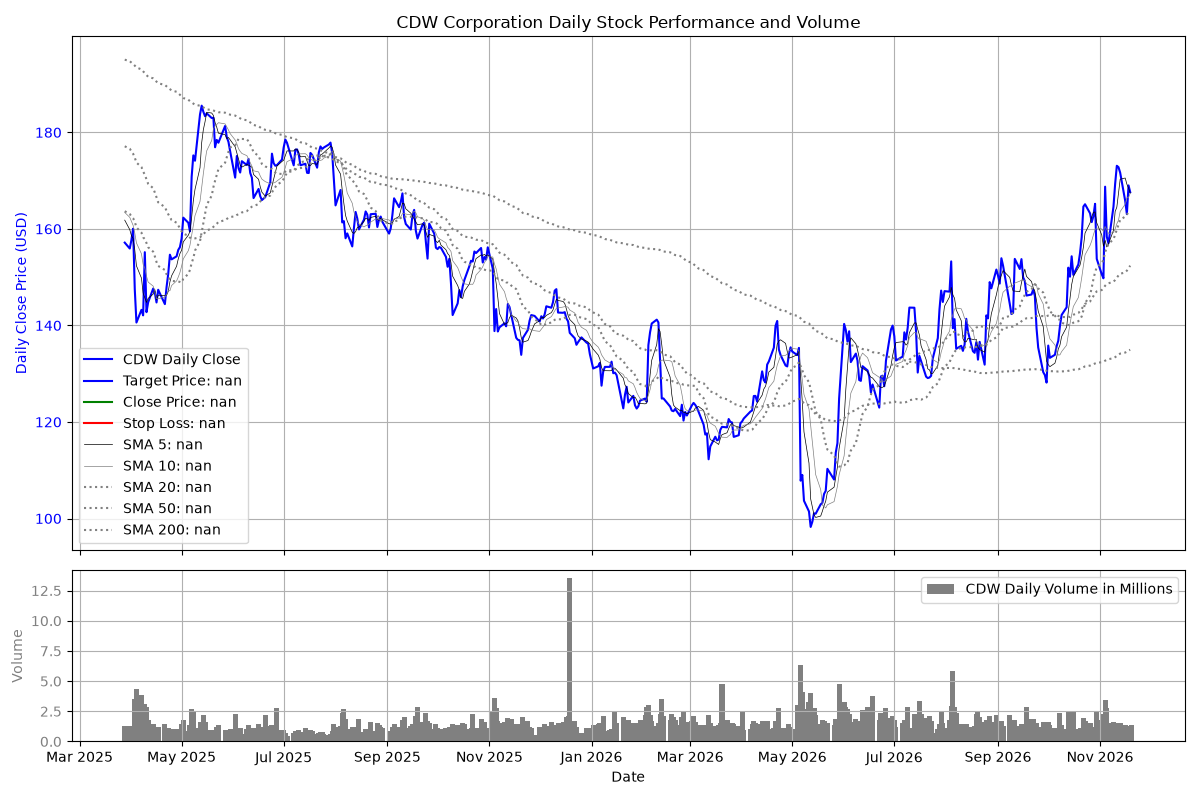 CDW Corporation Daily Stock Performance and Volume
Daily Close Price (USD)
180
160
140
120
100
CDW Daily Close
Target Price: nan
Close Price: nan
Stop Loss: nan
SMA 5: nan
SMA 10: nan
SMA 20: nan
SMA 50: nan
SMA 200: nan
Volume
12.5
10.0
7.5
5.0
2.5
0.0
CDW Daily Volume in Millions
Mar 2025 May 2025 Jul 2025 Sep 2025 Nov 2025 Jan 2026 Mar 2026 May 2026 Jul 2026 Sep 2026 Nov 2026
Date